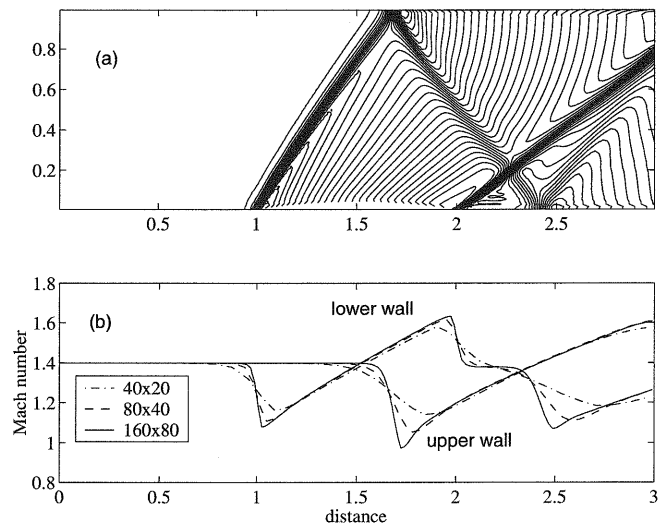 0.8
(a)
0.6
0.4
0.2
0.5 1 1.5 2 2.5
1.8
(b)
lower wall
1.6
Mach number
1.4
40x20
80x40
160x80
1.2
upper wall
1
0.8
0 0.5 1 1.5 2 2.5 3
distance